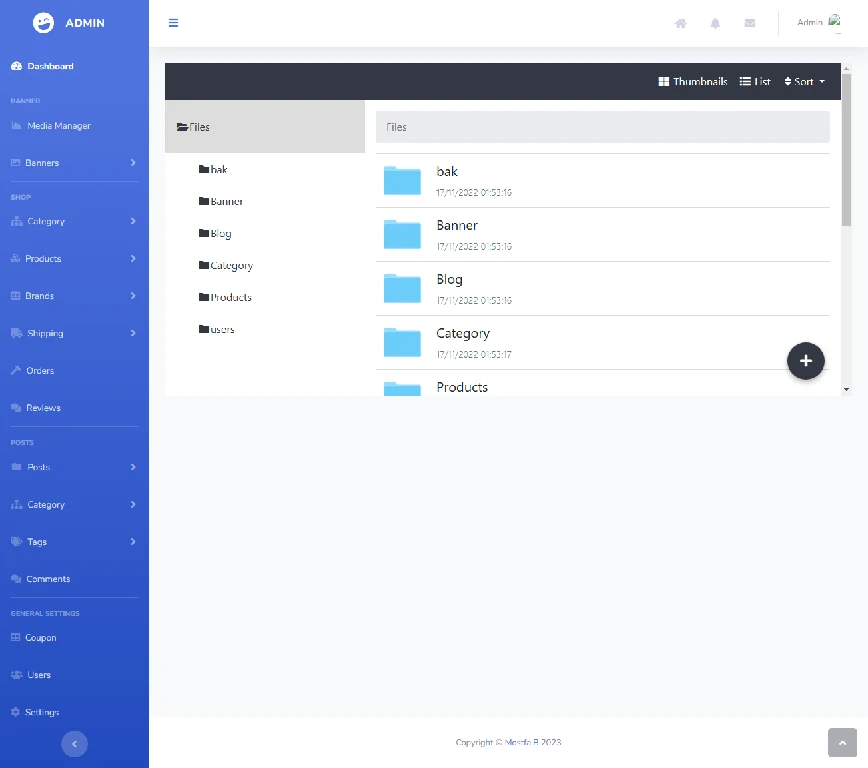 ADMIN
Dashboard
BANNER
Media Manager
Banners
SHOP
Category
Products
Brands
Shipping
Orders
Reviews
POSTS
Posts
Category
Tags
Comments
GENERAL SETTINGS
Coupon
Users
Settings
Admin
Thumbnails List Sort
Files
bak
Banner
Blog
Category
Products
users
Files
bak
17/11/2022 01:53:16
Banner
17/11/2022 01:53:16
Blog
17/11/2022 01:53:16
Category
17/11/2022 01:53:17
Products
Copyright © Mostfa B 2023